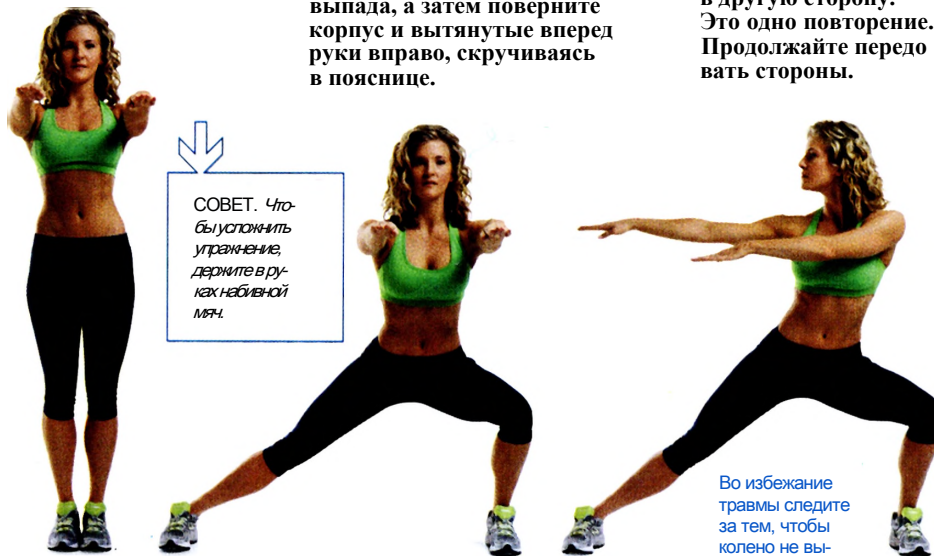 выпада, а затем поверните
корпус и вытянутые вперед
руки вправо, скручиваясь
в пояснице.
в другую сторону.
Это одно повторение.
Продолжайте передо
вать стороны.
СОВЕТ. Что-
бы усложнить
упражнение,
держите в ру-
ках набивной
мяч.
Во избежание
травмы следите
за тем, чтобы
колено не вы-